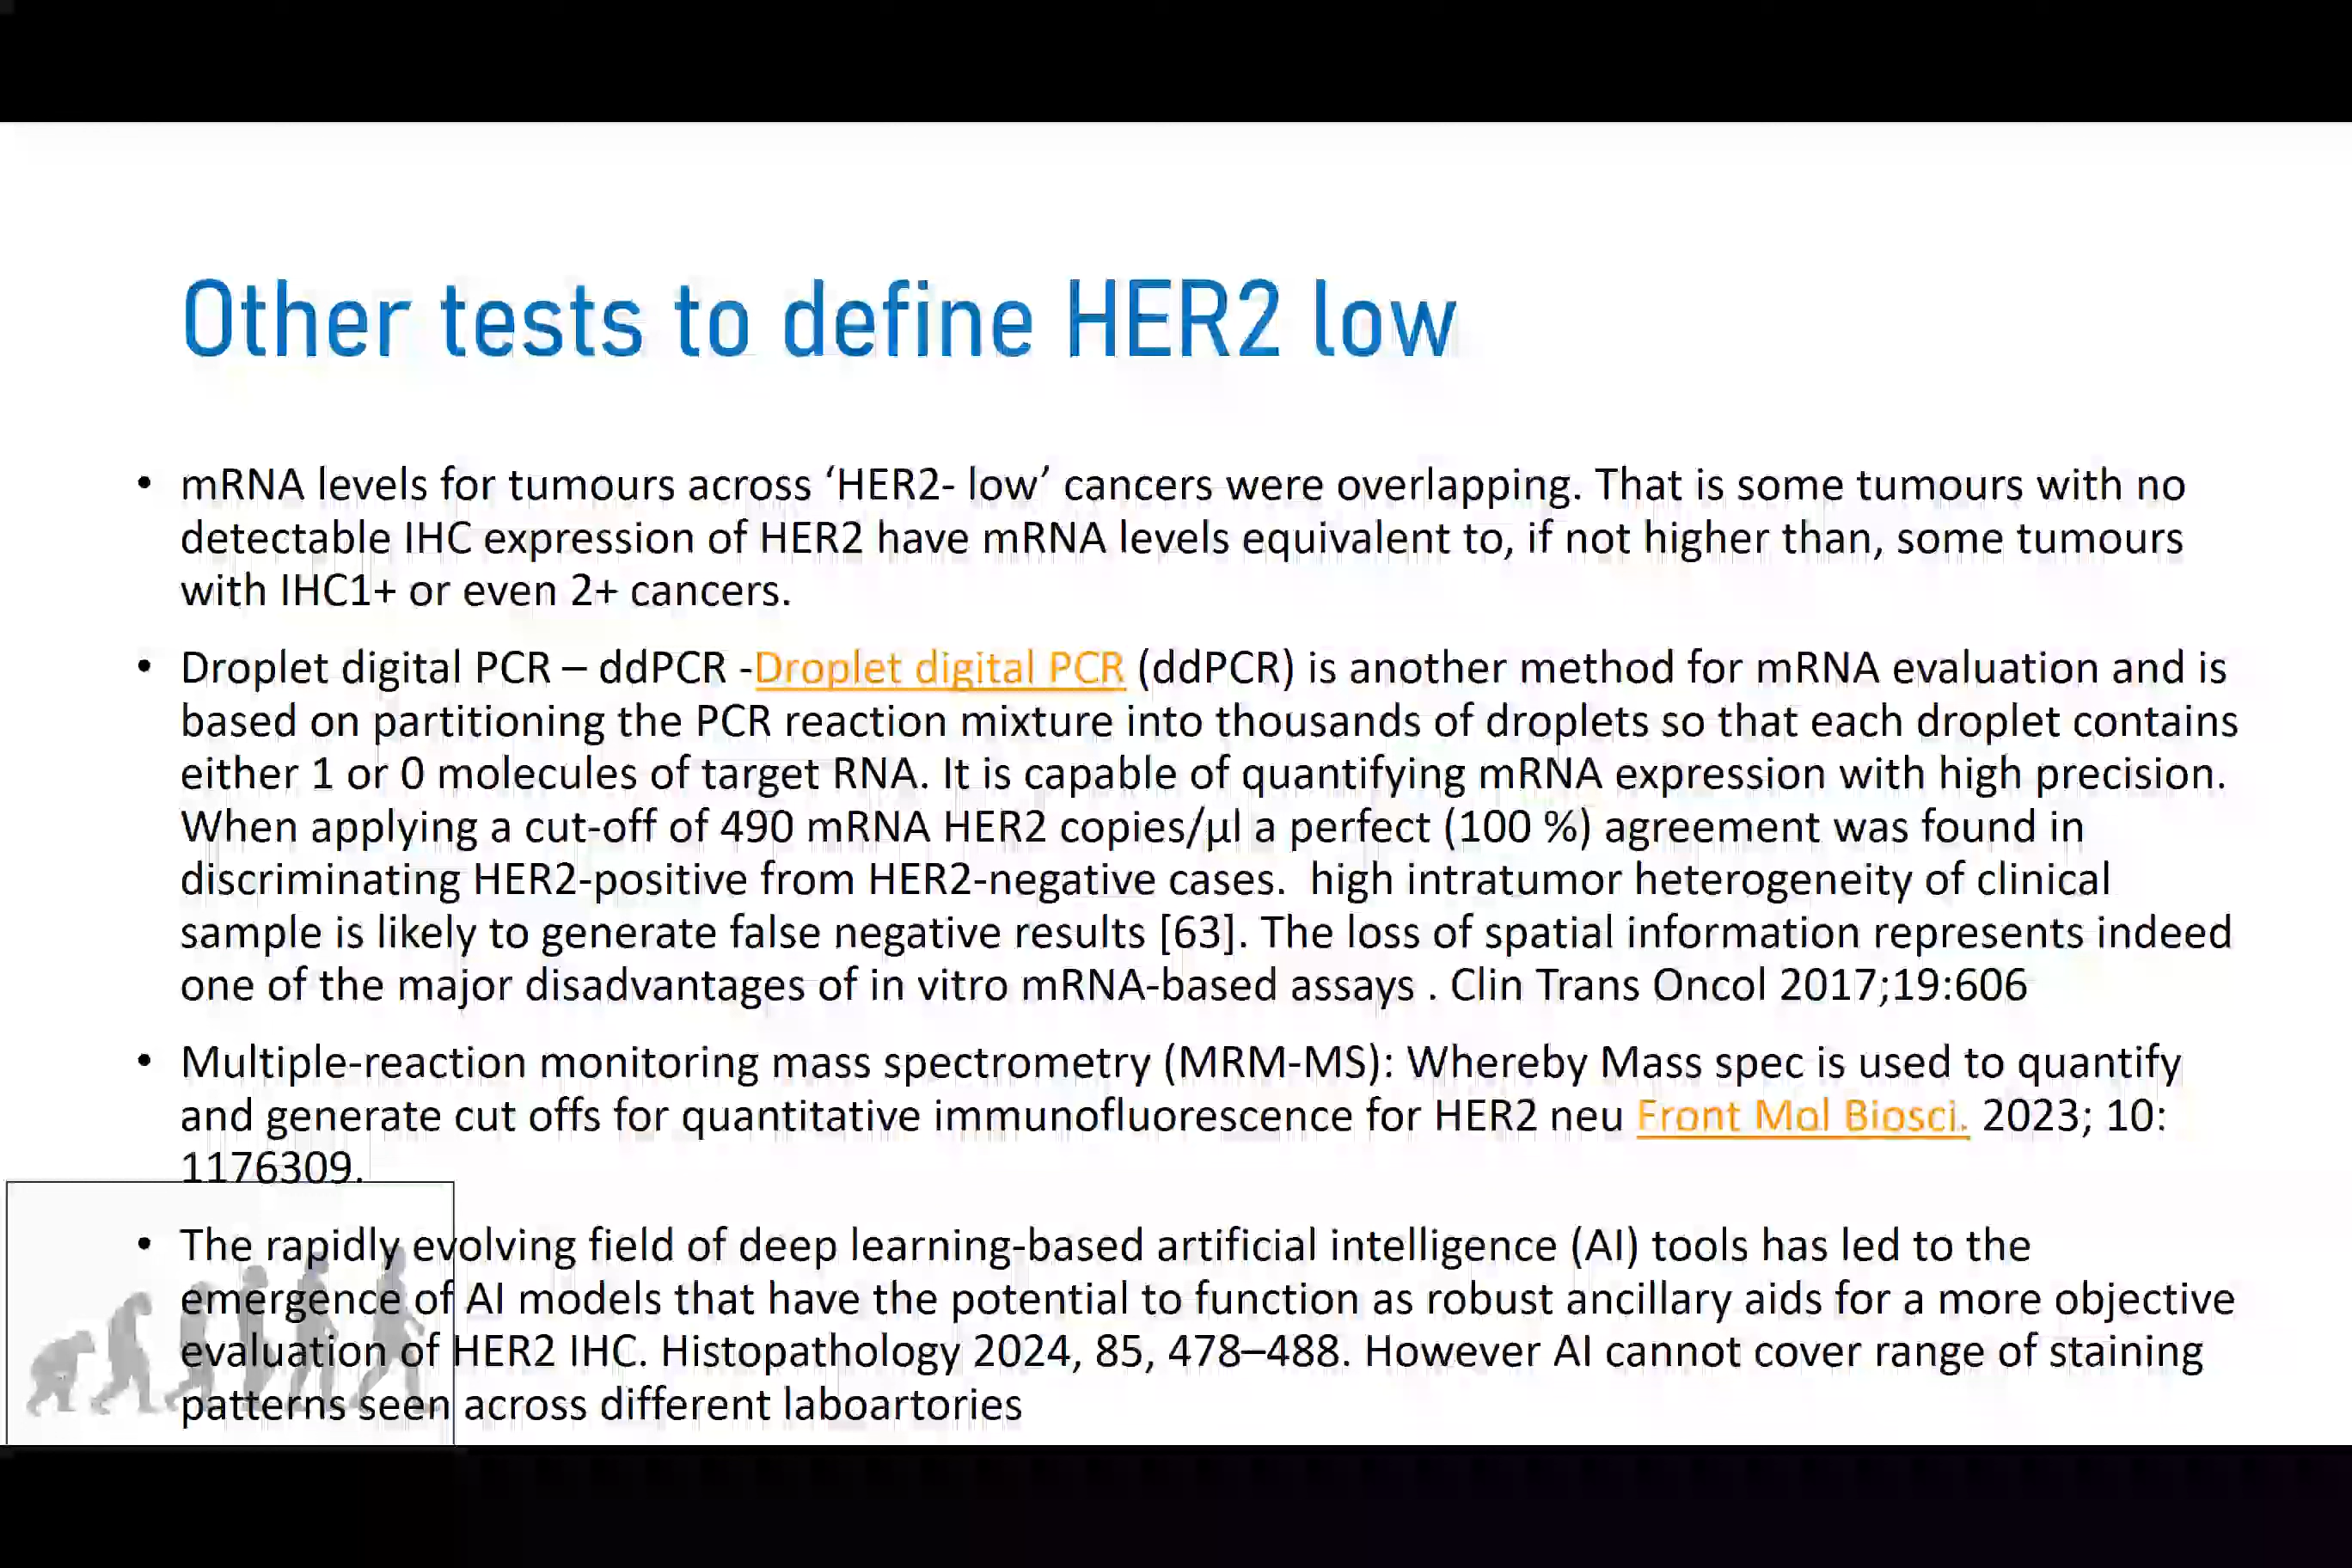 Other tests to define HER2 low
• mRNA levels for tumours across ‘HER2- low’ cancers were overlapping. That is some tumours with no
detectable IHC expression of HER2 have mRNA levels equivalent to, if not higher than, some tumours
with IHC1+ or even 2+ cancers.
• Droplet digital PCR – ddPCR -Droplet digital PCR (ddPCR) is another method for mRNA evaluation and is
based on partitioning the PCR reaction mixture into thousands of droplets so that each droplet contains
either 1 or 0 molecules of target RNA. It is capable of quantifying mRNA expression with high precision.
When applying a cut-off of 490 mRNA HER2 copies/μl a perfect (100 %) agreement was found in
discriminating HER2-positive from HER2-negative cases.  high intratumor heterogeneity of clinical
sample is likely to generate false negative results [63]. The loss of spatial information represents indeed
one of the major disadvantages of in vitro mRNA-based assays . Clin Trans Oncol 2017;19:606
• Multiple-reaction monitoring mass spectrometry (MRM-MS): Whereby Mass spec is used to quantify
and generate cut offs for quantitative immunofluorescence for HER2 neu Front Mol Biosci. 2023; 10:
1176309.
• The rapidly evolving field of deep learning-based artificial intelligence (AI) tools has led to the
emergence of AI models that have the potential to function as robust ancillary aids for a more objective
evaluation of HER2 IHC. Histopathology 2024, 85, 478–488. However AI cannot cover range of staining
patterns seen across different laboartories